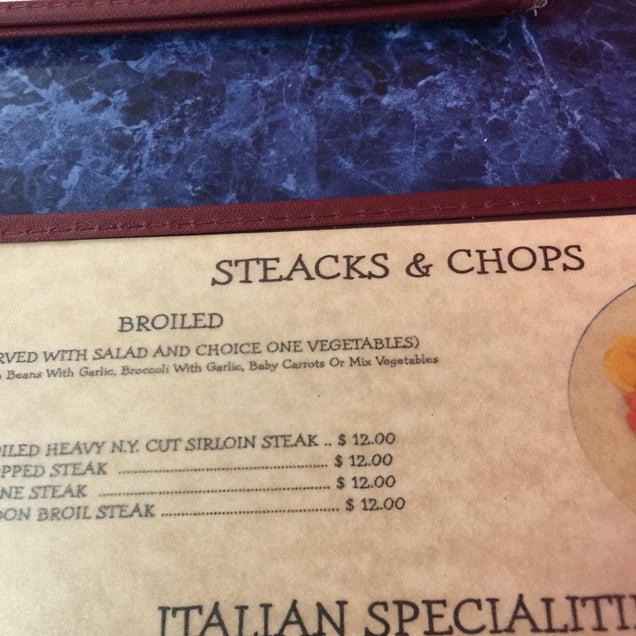 STEACKS & CHOPS
BROILED
RVED WITH SALAD AND CHOICE ONE VEGETABLES)
Beans With Garlic, Broccoli With Garlic, Baby Carrots Or Mix Vegetables
ILED HEAVY N.Y. CUT SIRLOIN STEAK .. $ 12.00
PPED STEAK ........................................ $ 12.00
NE STEAK ........................................... $ 12.00
DON BROIL STEAK ................................. $ 12.00
ITALIAN SPECIALITI